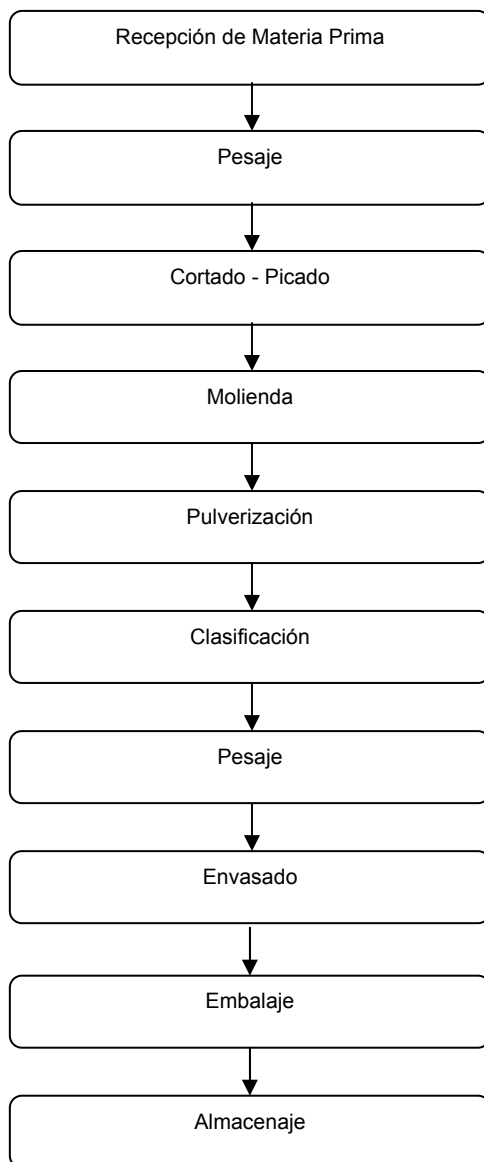 Recepción de Materia Prima
Pesaje
Cortado - Picado
Molienda
Pulverización
Clasificación
Pesaje
Envasado
Embalaje
Almacenaje